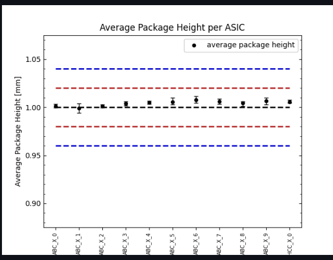 Average Package Height per ASIC
average package height
Average Package Height [mm]
1.05
1.00
0.95
0.90
ABC_X_0
ABC_X_1
ABC_X_2
ABC_X_3
ABC_X_4
ABC_X_5
ABC_X_6
ABC_X_7
ABC_X_8
ABC_X_9
HCC_X_0